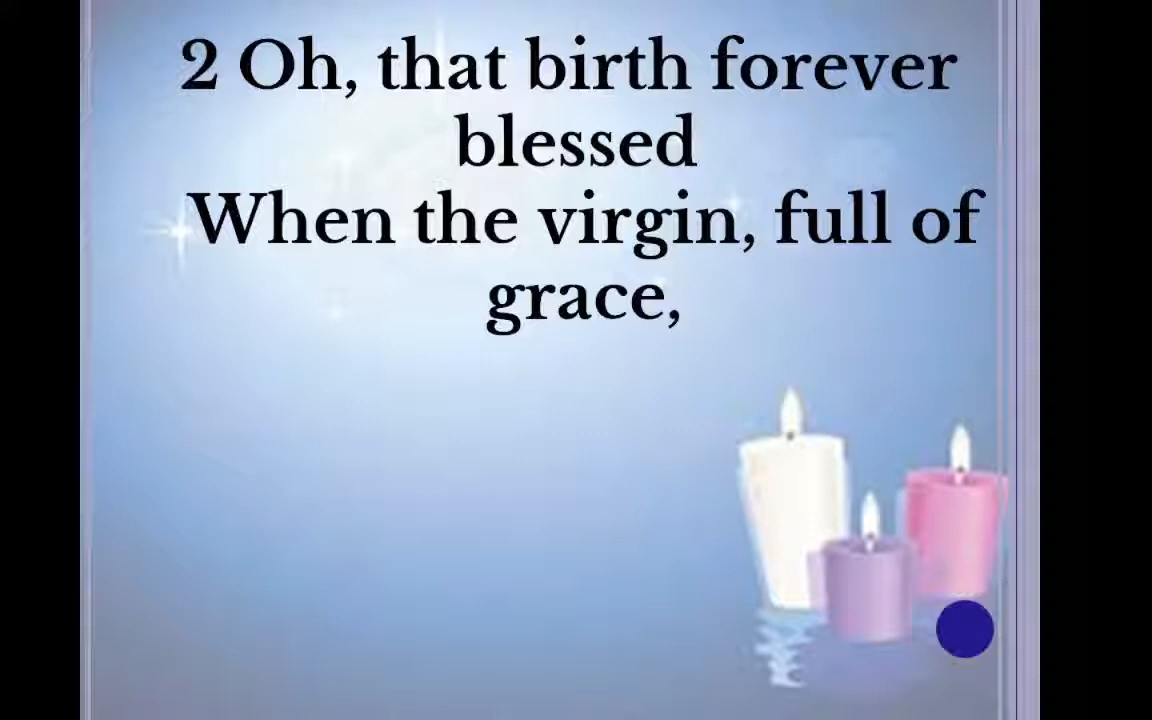 2 Oh, that birth forever
blessed
When the virgin, full of
grace,